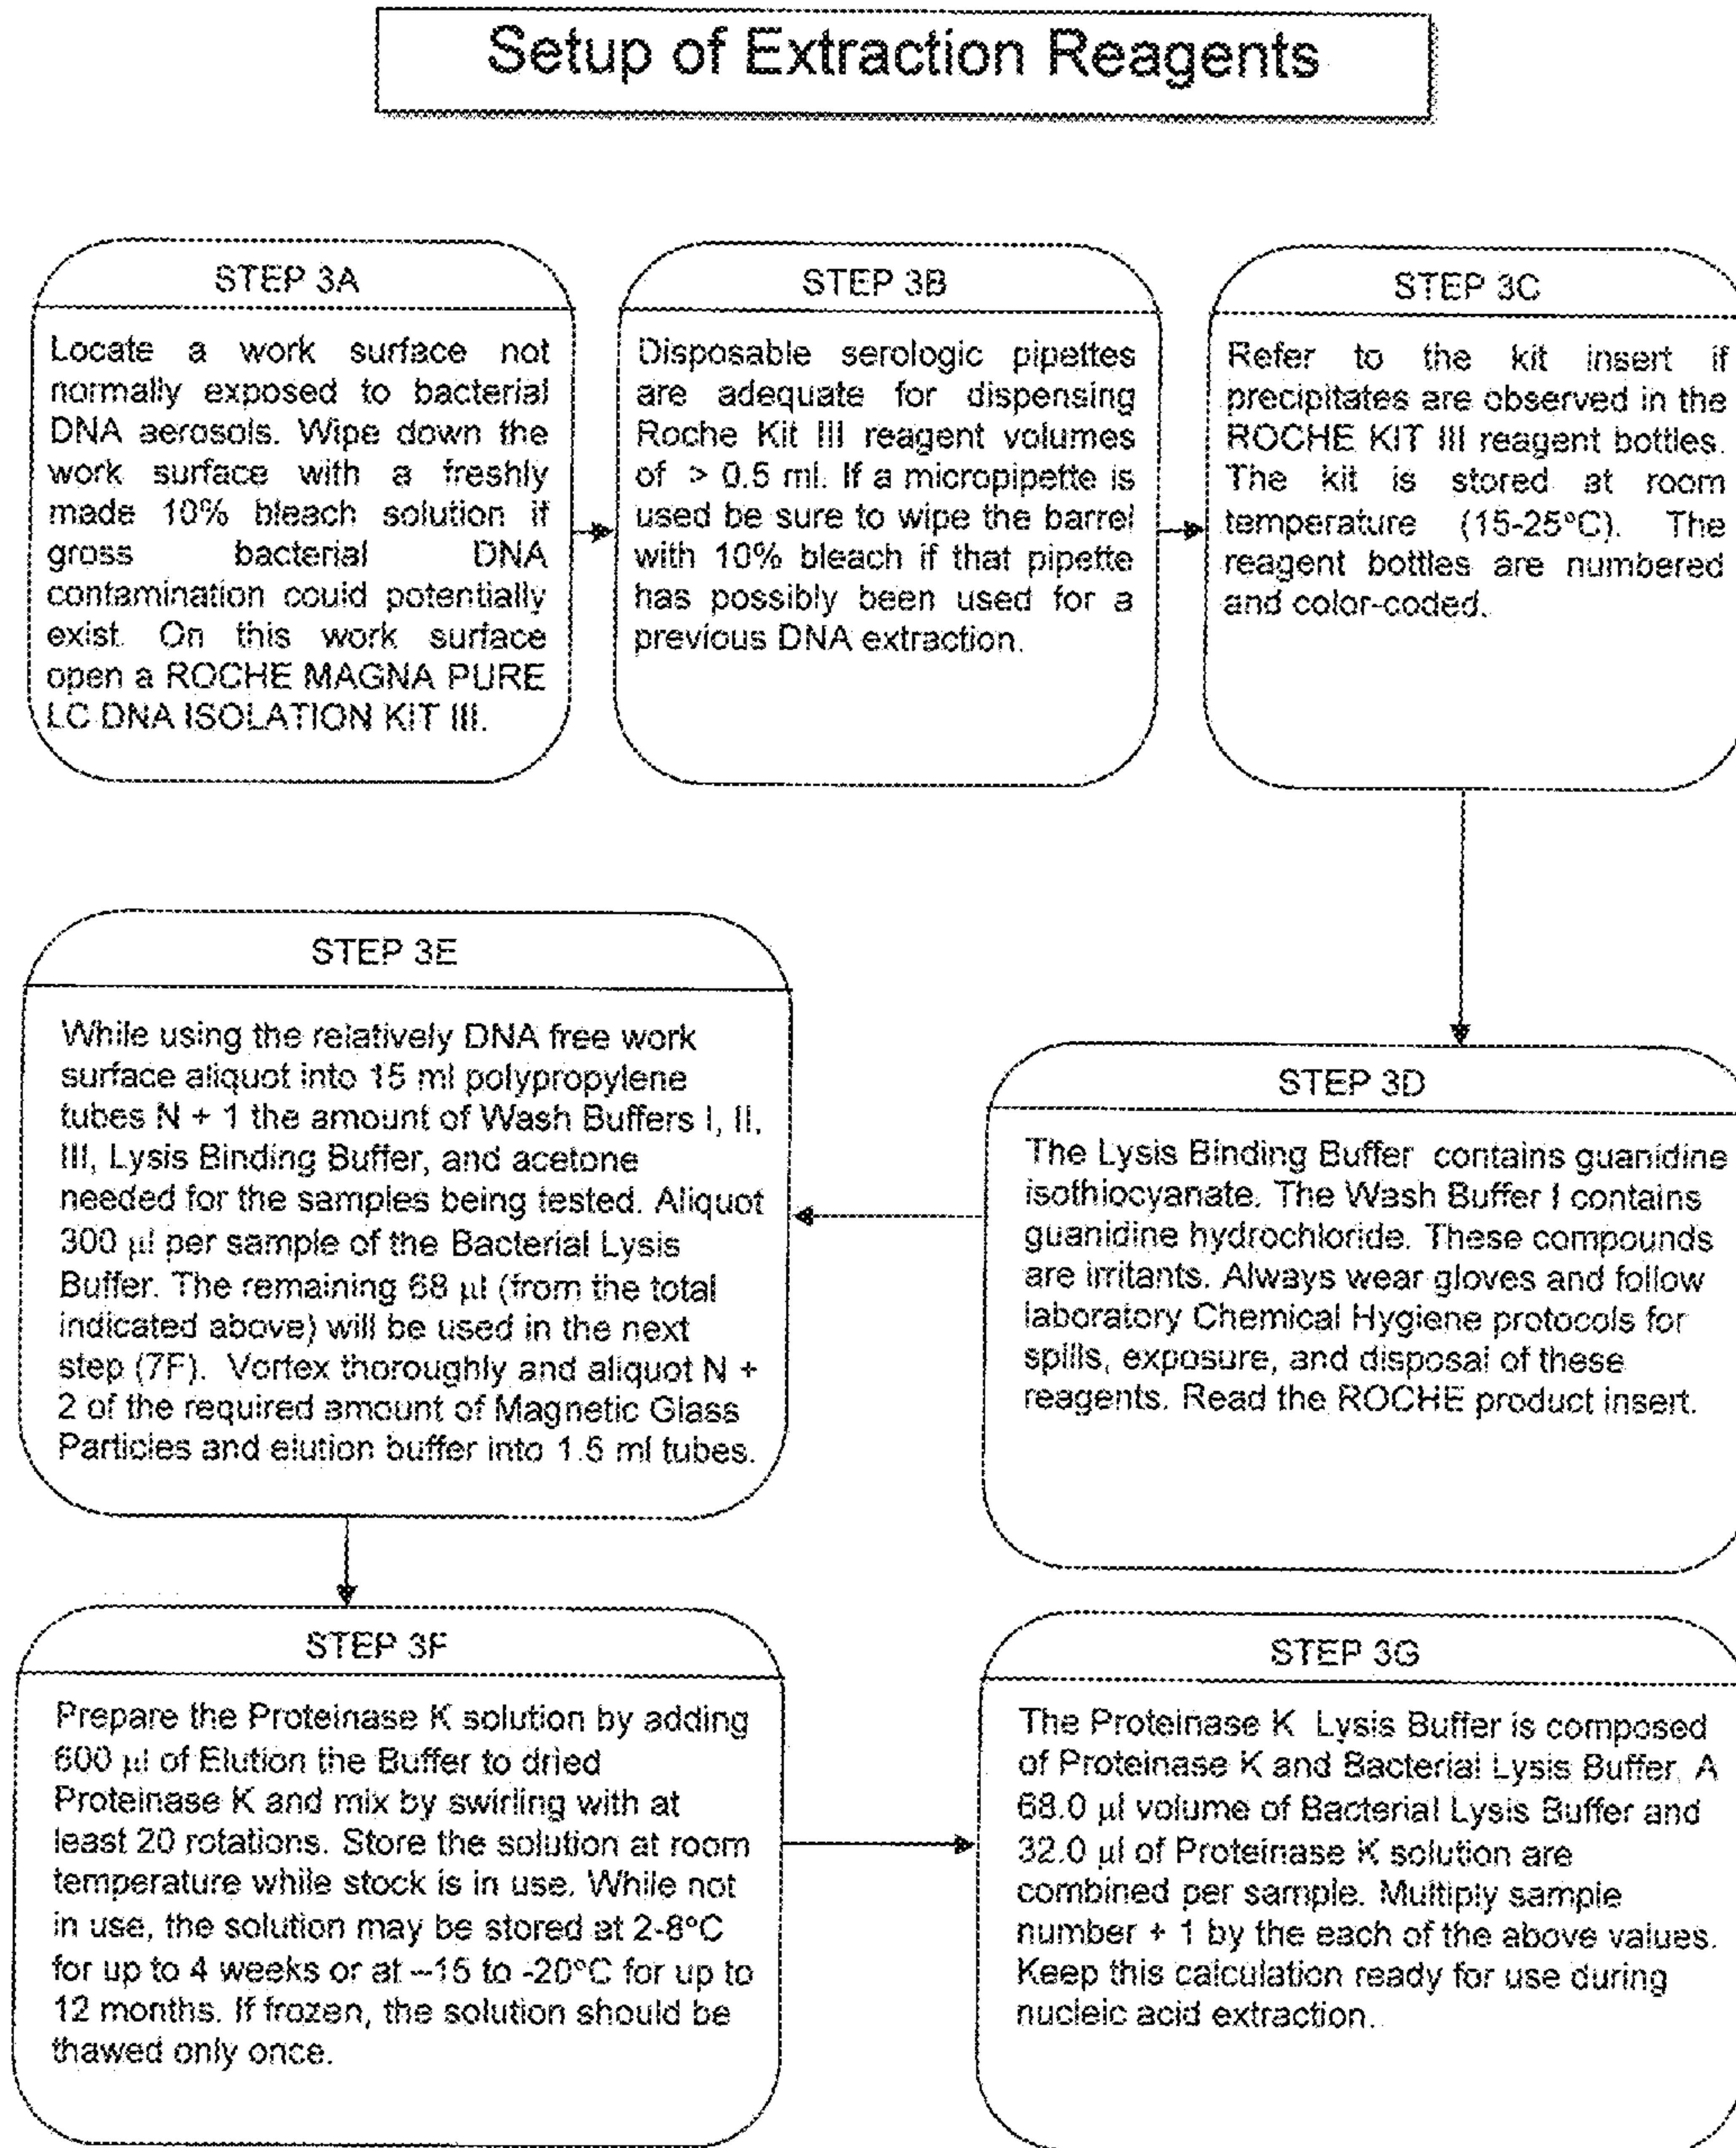 Setup of Extraction Reagents
STEP 3A
Locate a work surface not
normally exposed to bacterial
DNA aerosols. Wipe down the
work surface with a freshly
made 10% bleach solution if
gross bacterial DNA
contamination could potentially
exist. On this work surface
open a ROCHE MAGNA PURE
LC DNA ISOLATION KIT III.
STEP 3B
Disposable serologic pipettes
are adequate for dispensing
Roche Kit III reagent volumes
of > 0.5 ml. If a micropipette is
used be sure to wipe the barrel
with 10% bleach if that pipette
has possibly been used for a
previous DNA extraction.
STEP 3C
Refer to the kit insert if
precipitates are observed in the
ROCHE KIT III reagent bottles.
The kit is stored at room
temperature (15-25°C). The
reagent bottles are numbered
and color-coded.
STEP 3D
The Lysis Binding Buffer contains guanidine
isothiocyanate. The Wash Buffer I contains
guanidine hydrochloride. These compounds
are irritants. Always wear gloves and follow
laboratory Chemical Hygiene protocols for
spills, exposure, and disposal of these
reagents. Read the ROCHE product insert.
STEP 3E
While using the relatively DNA free work
surface aliquot into 15 ml polypropylene
tubes N + 1 the amount of Wash Buffers I, II,
III, Lysis Binding Buffer, and acetone
needed for the samples being tested. Aliquot
300 µl per sample of the Bacterial Lysis
Buffer. The remaining 68 µl (from the total
indicated above) will be used in the next
step (7F). Vortex thoroughly and aliquot N +
2 of the required amount of Magnetic Glass
Particles and elution buffer into 1.5 ml tubes.
STEP 3F
Prepare the Proteinase K solution by adding
600 µl of Elution the Buffer to dried
Proteinase K and mix by swirling with at
least 20 rotations. Store the solution at room
temperature while stock is in use. While not
in use, the solution may be stored at 2-8°C
for up to 4 weeks or at –15 to -20°C for up to
12 months. If frozen, the solution should be
thawed only once.
STEP 3G
The Proteinase K Lysis Buffer is composed
of Proteinase K and Bacterial Lysis Buffer. A
68.0 µl volume of Bacterial Lysis Buffer and
32.0 µl of Proteinase K solution are
combined per sample. Multiply sample
number + 1 by the each of the above values.
Keep this calculation ready for use during
nucleic acid extraction.